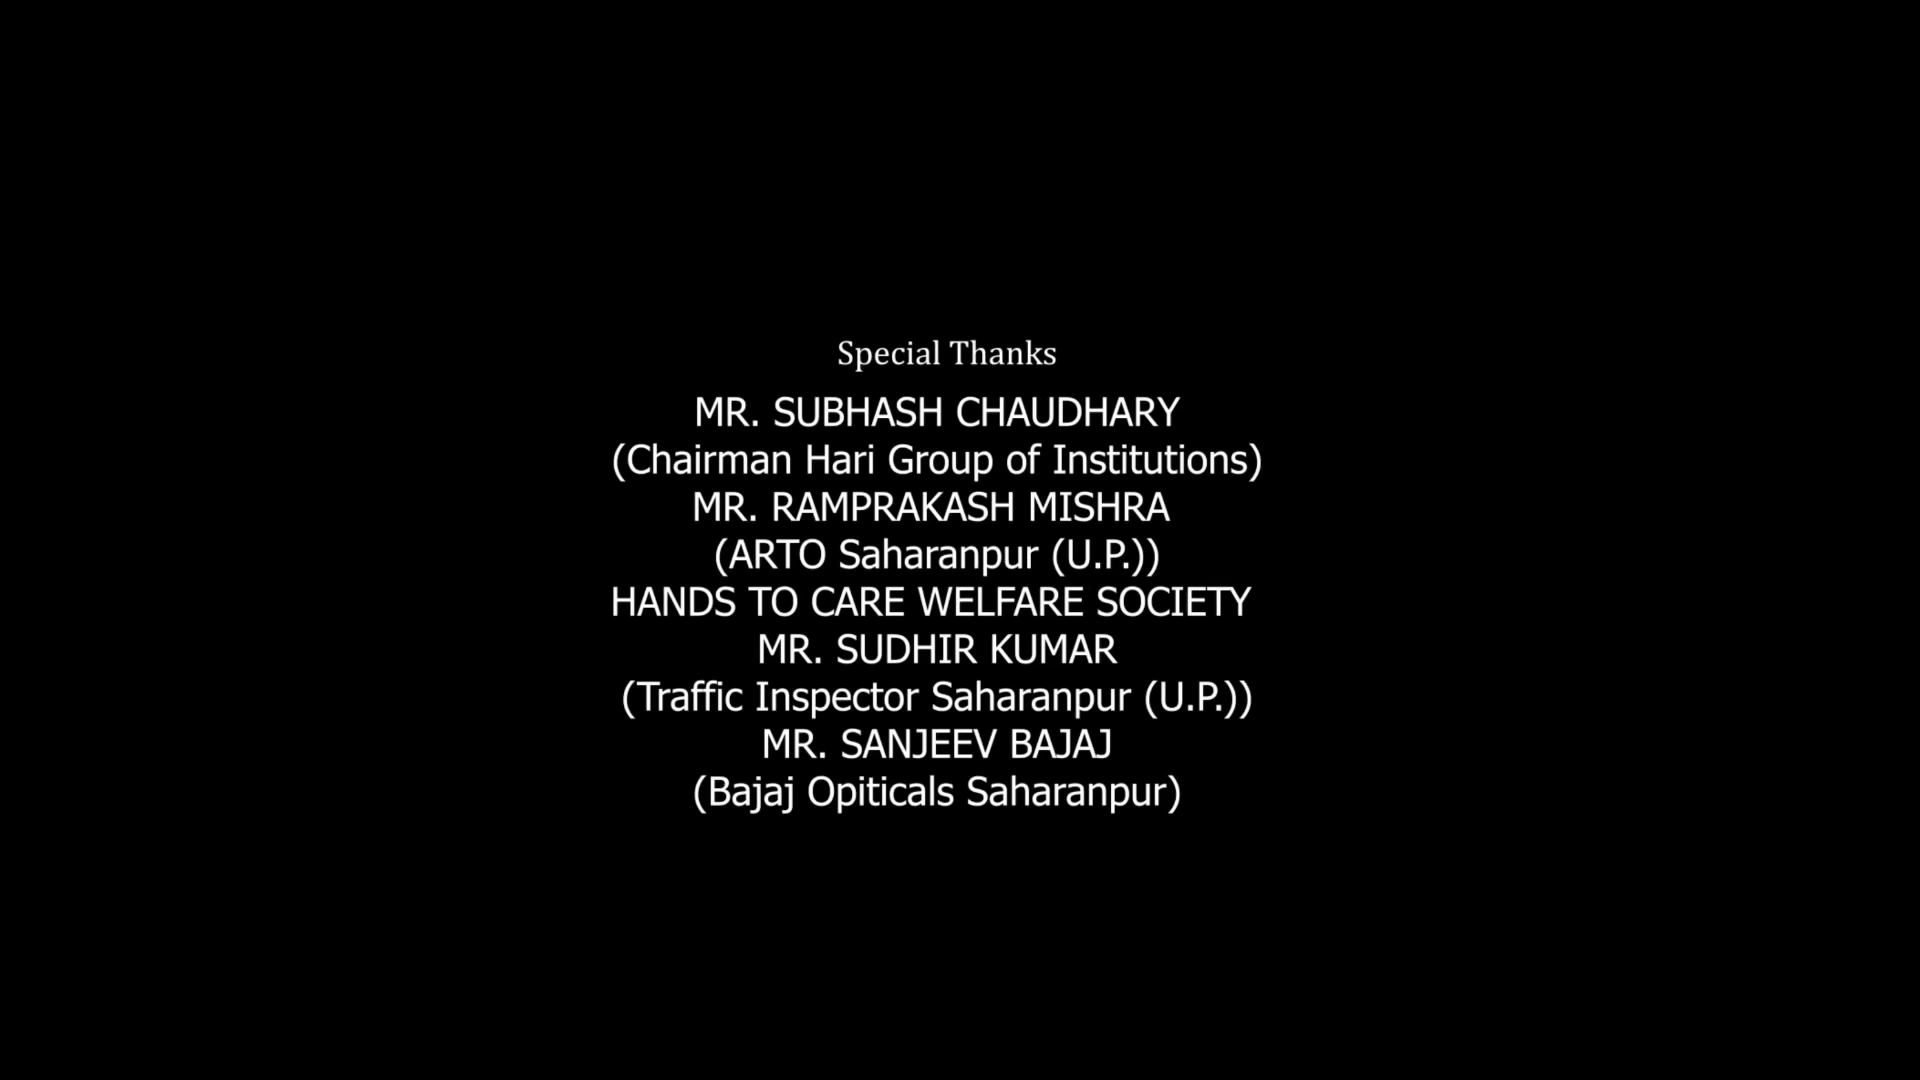 Special Thanks
MR. SUBHASH CHAUDHARY
(Chairman Hari Group of Institutions)
MR. RAMPRAKASH MISHRA
(ARTO Saharanpur (U.P.))
HANDS TO CARE WELFARE SOCIETY
MR. SUDHIR KUMAR
(Traffic Inspector Saharanpur (U.P.))
MR. SANJEEV BAJAJ
(Bajaj Opiticals Saharanpur)